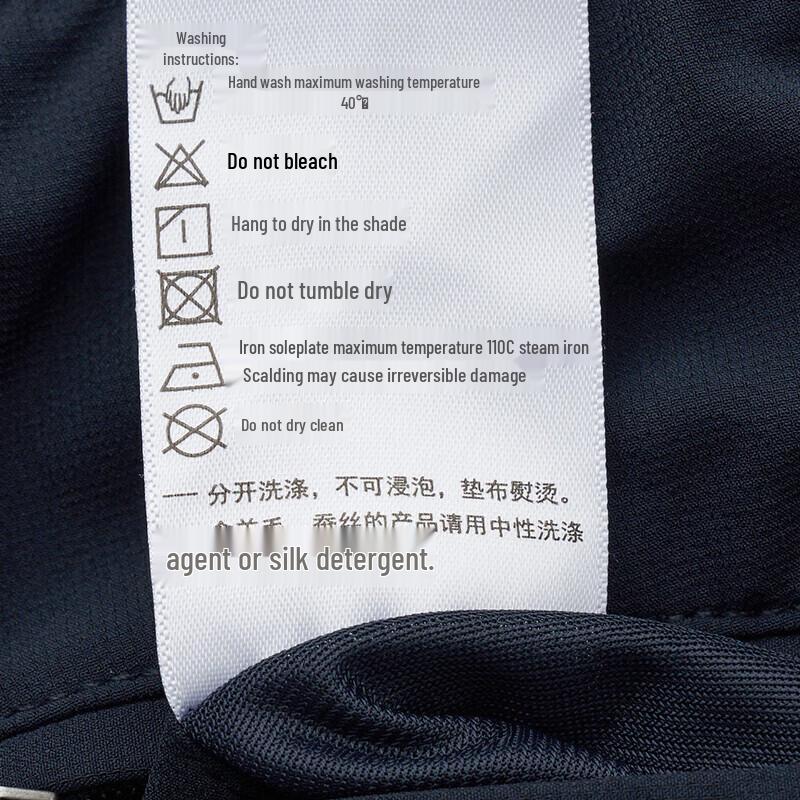 Washing
instructions:
Hand wash maximum washing temperature
40°
Do not bleach
Hang to dry in the shade
Do not tumble dry
Iron soleplate maximum temperature 110C steam iron
Scalding may cause irreversible damage
Do not dry clean
一 分开洗涤，不可浸泡，垫布熨烫。
蚕丝的产品请用中性洗涤
agent or silk detergent.